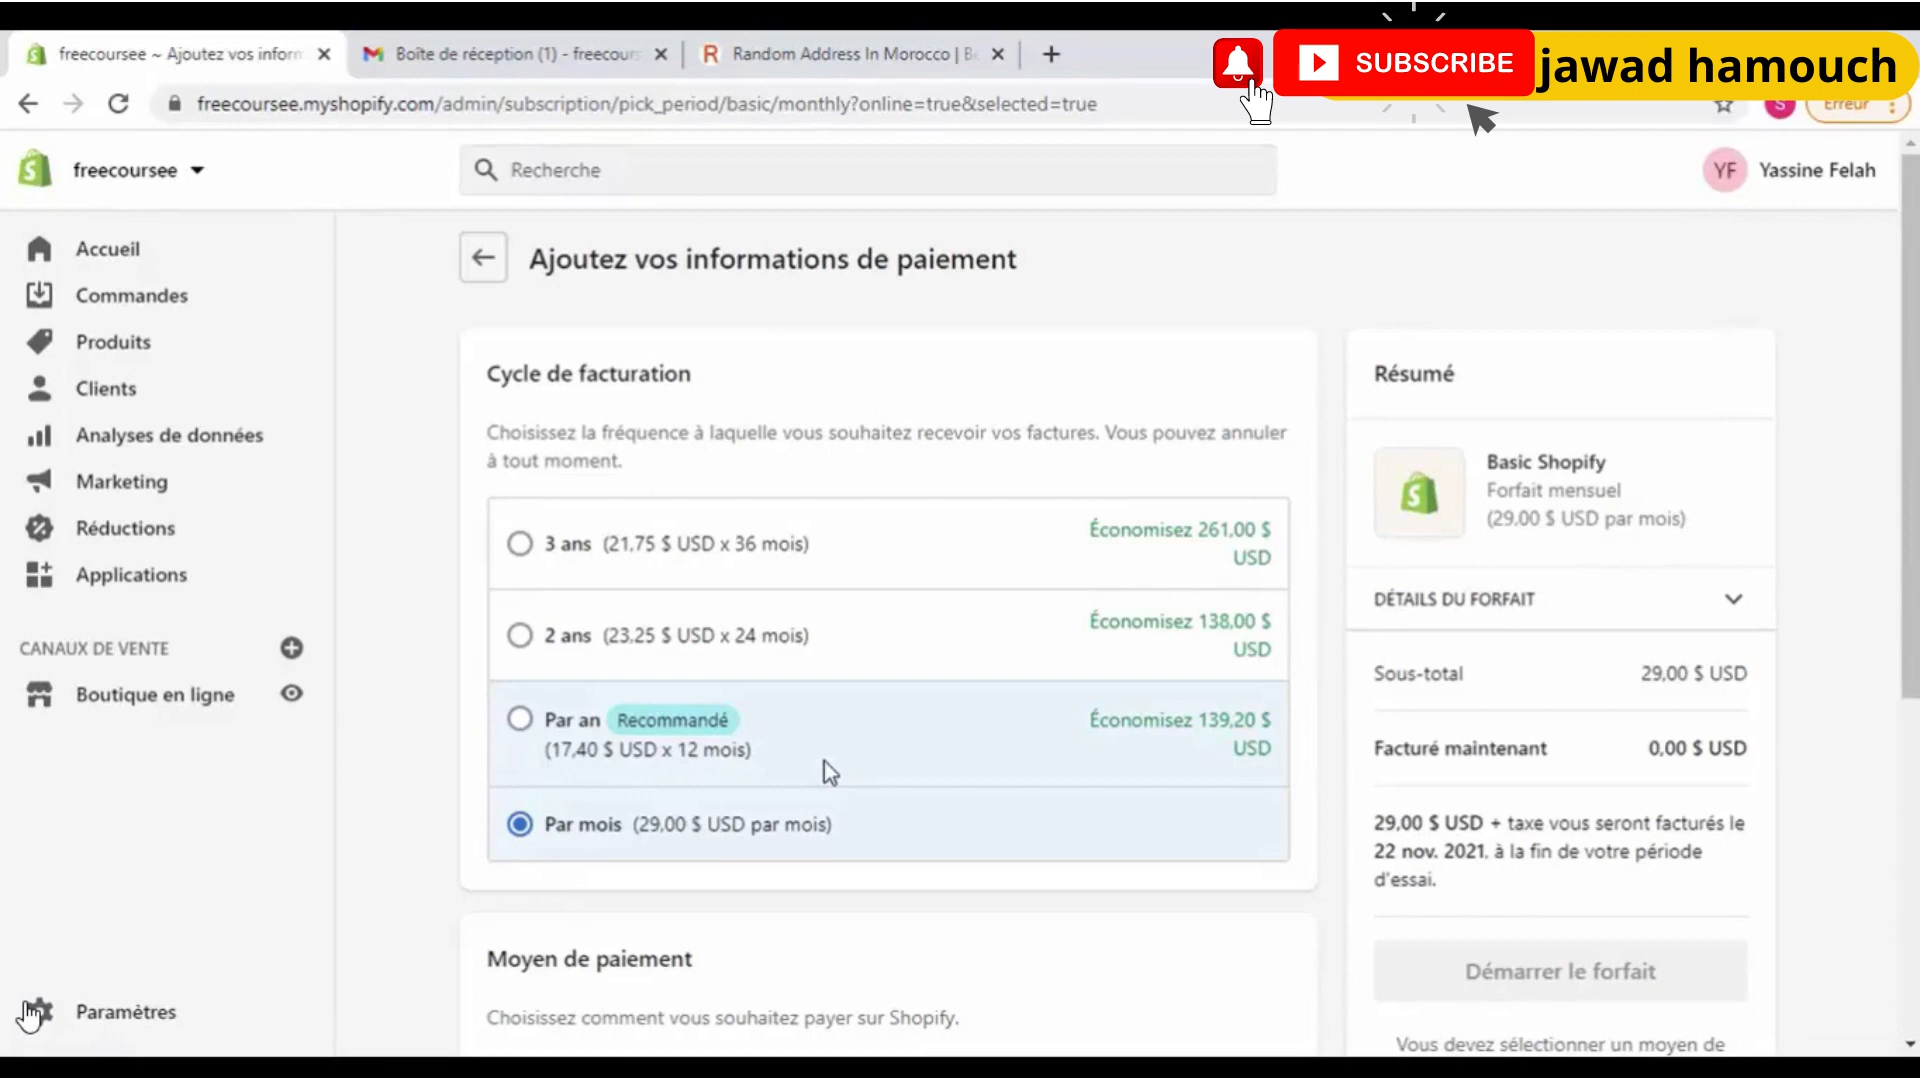 freecoursee ~ Ajoutez vos inform
Boîte de réception (1) - freecours
Random Address In Morocco | B
SUBSCRIBE
jawad hamouch
freecoursee.myshopify.com/admin/subscription/pick_period/basic/monthly?online=true&selected=true
S
Erreur
freecoursee
Recherche
YF
Yassine Felah
Accueil
Commandes
Produits
Clients
Analyses de données
Marketing
Réductions
Applications
CANAUX DE VENTE
Boutique en ligne
Paramètres
Ajoutez vos informations de paiement
Cycle de facturation
Choisissez la fréquence à laquelle vous souhaitez recevoir vos factures. Vous pouvez annuler
à tout moment.
3 ans (21,75 $ USD x 36 mois)
Économisez 261,00 $
USD
2 ans (23,25 $ USD x 24 mois)
Économisez 138,00 $
USD
Par an Recommandé
(17,40 $ USD x 12 mois)
Économisez 139,20 $
USD
Par mois (29,00 $ USD par mois)
Moyen de paiement
Choisissez comment vous souhaitez payer sur Shopify.
Résumé
Basic Shopify
Forfait mensuel
(29,00 $ USD par mois)
DÉTAILS DU FORFAIT
Sous-total 29,00 $ USD
Facturé maintenant 0,00 $ USD
29,00 $ USD + taxe vous seront facturés le
22 nov. 2021, à la fin de votre période
d'essai.
Démarrer le forfait
Vous devez sélectionner un moyen de